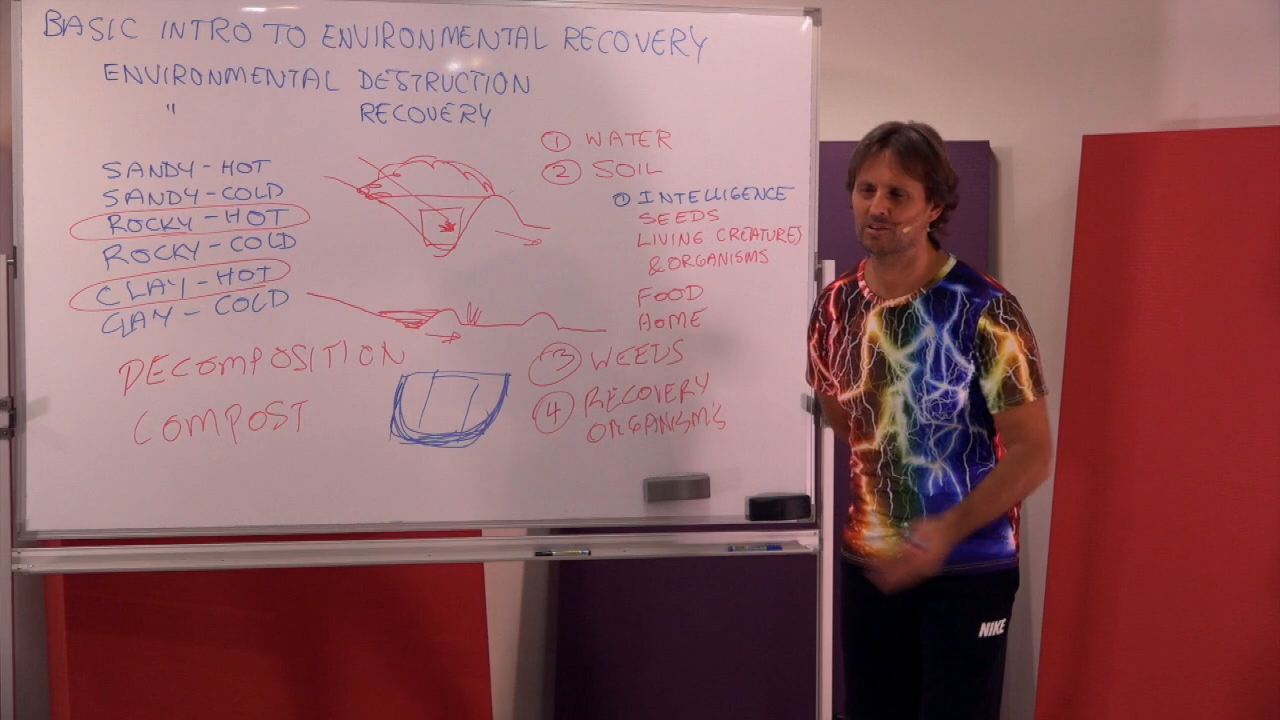 BASIC INTRO TO ENVIRONMENTAL RECOVERY
ENVIRONMENTAL DESTRUCTION
" RECOVERY
SANDY-HOT
SANDY-COLD
ROCKY-HOT
ROCKY-COLD
CLAY-HOT
CLAY-COLD
DECOMPOSITION
COMPOST
① WATER
② SOIL
① INTELLIGENCE
SEEDS
LIVING CREATURES
& ORGANISMS
FOOD
HOME
③ WEEDS
④ RECOVERY
ORGANISM'S
NIKE